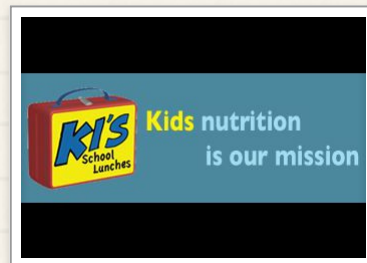 KI'S
School
Lunches
Kids nutrition
is our mission